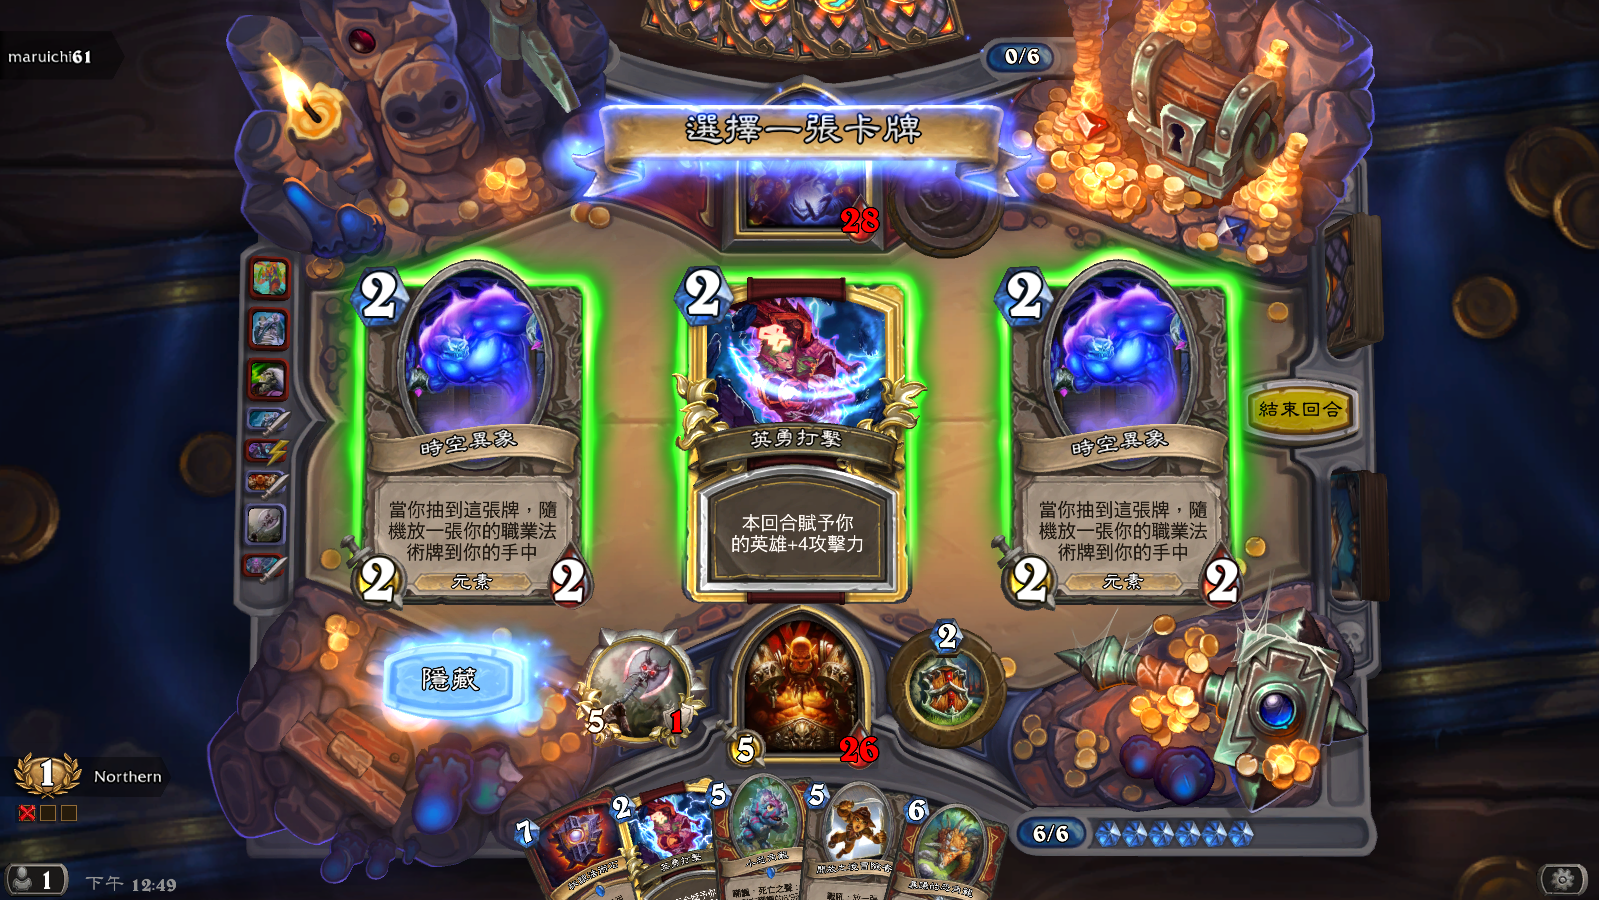 maruichi61
0/6
選擇一張卡牌
28
2
時空異象
當你抽到這張牌，隨
機放一張你的職業法
術牌到你的手中
2
元素
2
2
英勇打擊
本回合賦予你
的英雄+4攻擊力
2
時空異象
當你抽到這張牌，隨
機放一張你的職業法
術牌到你的手中
2
元素
2
結束回合
隱藏
5
1
5
26
2
1
Northern
7
2
英勇打擊
5
5
6
6/6
1
下午 12:49